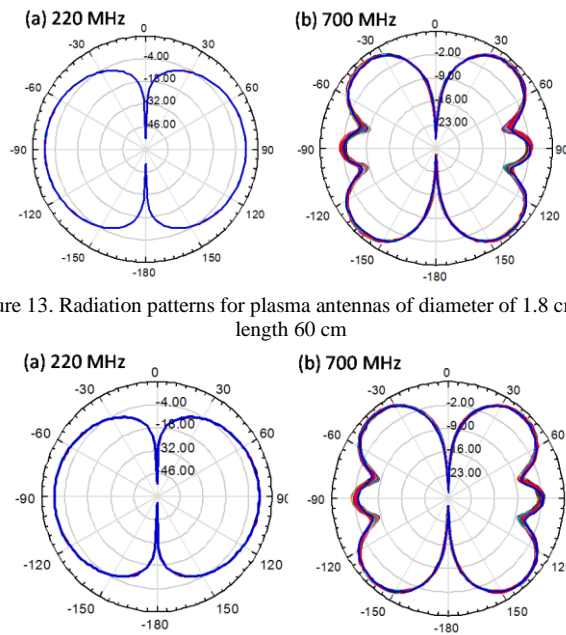 (a) 220 MHz (b) 700 MHz
0 0
-30 30 -30 30
-4.00 -2.00
-60 -18.00 60 -60 -9.00 60
-32.00 -16.00
-46.00 -23.00
-90 90 -90 90
-120 120 -120 120
-150 150 -150 150
-180 -180
ure 13. Radiation patterns for plasma antennas of diameter of 1.8 c
length 60 cm
(a) 220 MHz (b) 700 MHz
0 0
-30 30 -30 30
-4.00 -2.00
-60 -18.00 60 -60 -9.00 60
-32.00 -16.00
-46.00 -23.00
-90 90 -90 90
-120 120 -120 120
-150 150 -150 150
-180 -180